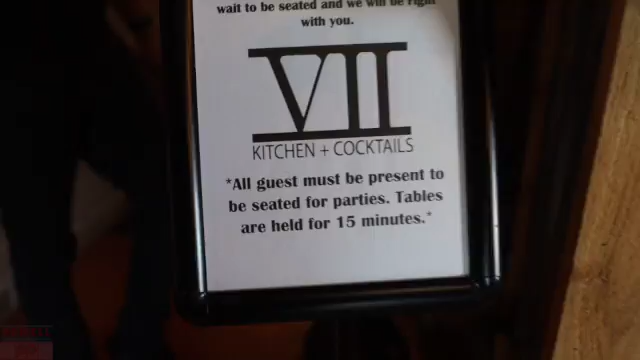 wait to be seated and we will be right
with you.
VII
KITCHEN + COCKTAILS
*All guest must be present to
be seated for parties. Tables
are held for 15 minutes.*